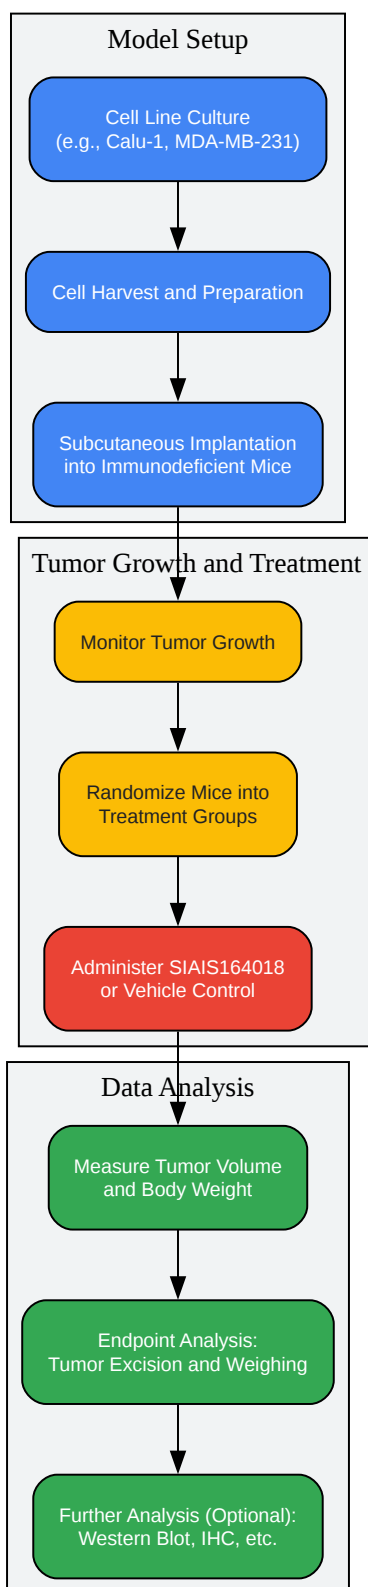 Model Setup
Cell Line Culture
(e.g., Calu-1, MDA-MB-231)
Cell Harvest and Preparation
Subcutaneous Implantation
into Immunodeficient Mice
Tumor Growth and Treatment
Monitor Tumor Growth
Randomize Mice into
Treatment Groups
Administer SIAIS164018
or Vehicle Control
Data Analysis
Measure Tumor Volume
and Body Weight
Endpoint Analysis:
Tumor Excision and Weighing
Further Analysis (Optional):
Western Blot, IHC, etc.